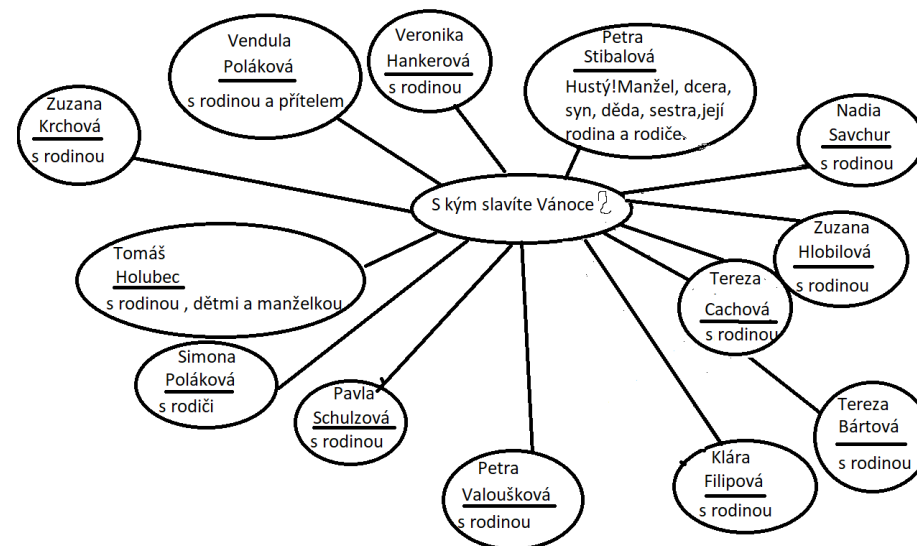 Vendula
Poláková
s rodinou a přítelem
Veronika
Hankerová
s rodinou
Petra
Stibalová
Hustý!Manžel, dcera,
syn, děda, sestra,její
rodina a rodiče.
Zuzana
Krchová
s rodinou
Nadia
Savchur
s rodinou
S kým slavíte Vánoce ?
Zuzana
Hlobilová
s rodinou
Tomáš
Holubec
s rodinou , dětmi a manželkou
Tereza
Cachová
s rodinou
Simona
Poláková
s rodiči
Pavla
Schulzová
s rodinou
Tereza
Bártová
s rodinou
Petra
Valoušková
s rodinou
Klára
Filipová
s rodinou